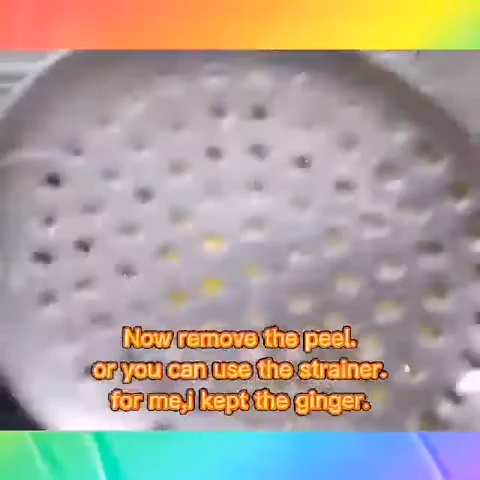 Now remove the peel.
or you can use the strainer.
for me,i kept the ginger.